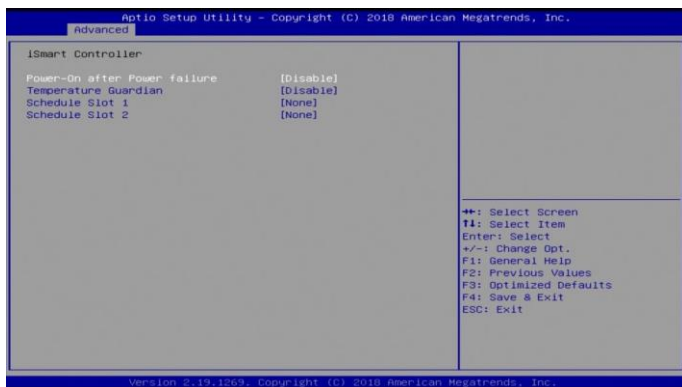 Aptio Setup Utility - Copyright (C) 2018 American Megatrends, Inc.
Advanced
iSmart Controller
Power-On after Power failure [Disable]
Temperature Guardian [Disable]
Schedule Slot 1 [None]
Schedule Slot 2 [None]
→←: Select Screen
↑↓: Select Item
Enter: Select
+/-: Change Opt.
F1: General Help
F2: Previous Values
F3: Optimized Defaults
F4: Save & Exit
ESC: Exit
Version 2.19.1269. Copyright (C) 2018 American Megatrends, Inc.